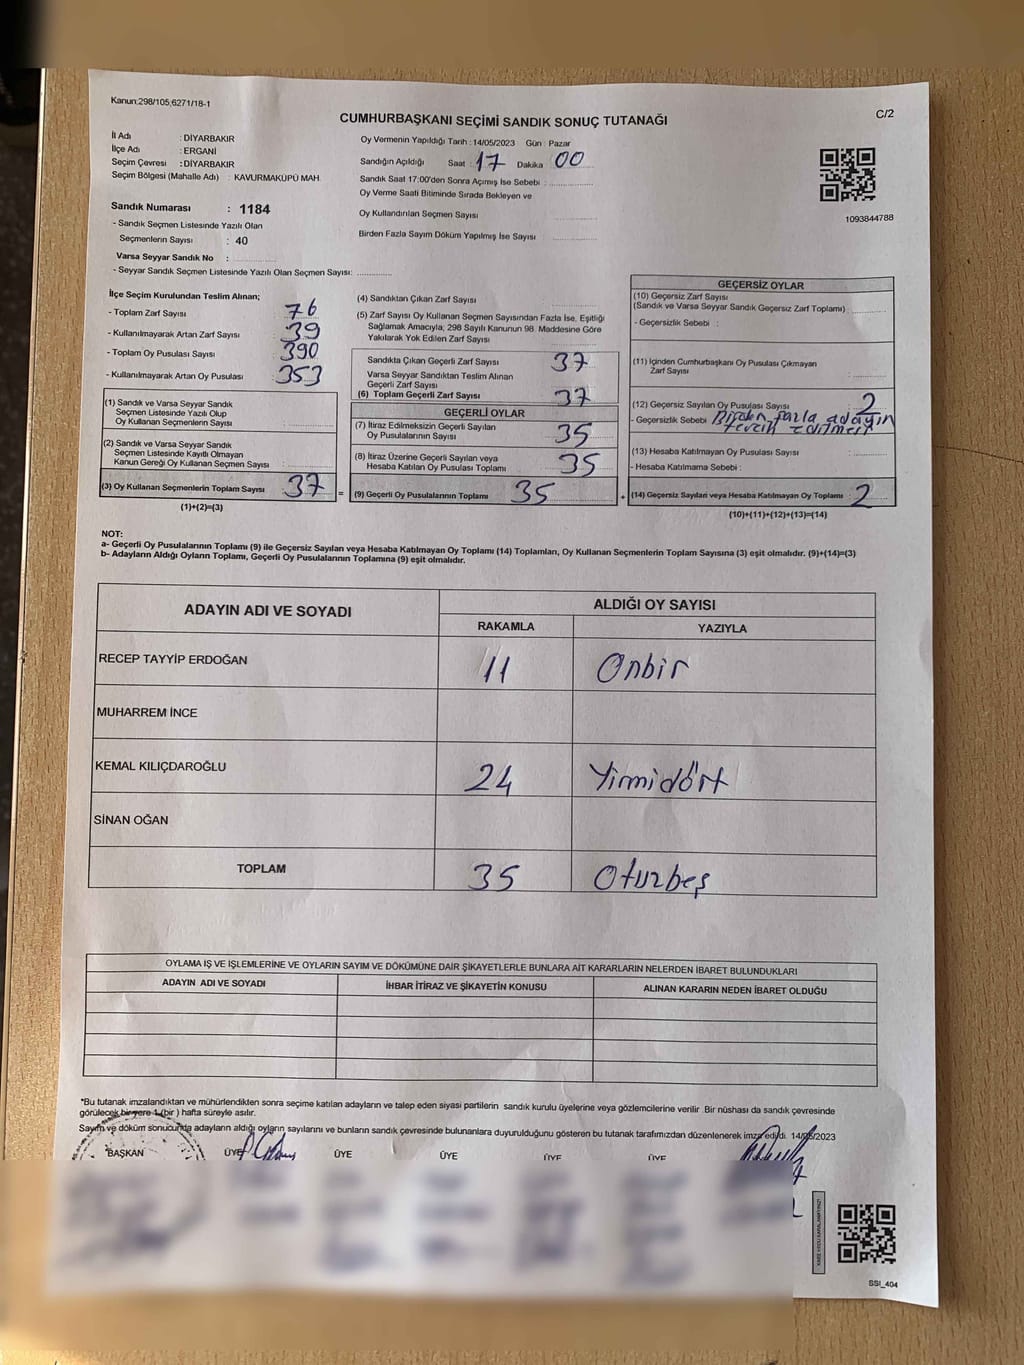 Kanun:298/105,6271/18-1
C/2
CUMHURBAŞKANI SEÇİMİ SANDIK SONUÇ TUTANAĞI
İl Adı : DİYARBAKIR
İlçe Adı : ERGANİ
Seçim Çevresi : DİYARBAKIR
Seçim Bölgesi (Mahalle Adı) : KAVURMAKÜPÜ MAH.
Sandık Numarası : 1184
- Sandık Seçmen Listesinde Yazılı Olan
Seçmenlerin Sayısı : 40
Varsa Seyyar Sandık No :
- Seyyar Sandık Seçmen Listesinde Yazılı Olan Seçmen Sayısı:
Oy Vermenin Yapıldığı Tarih : 14/05/2023 Gün : Pazar
Sandığın Açıldığı Saat : 17 Dakika 00
Sandık Saat 17:00'den Sonra Açımış İse Sebebi :
Oy Verme Saati Bitiminde Sırada Bekleyen ve
Oy Kullandırılan Seçmen Sayısı
Birden Fazla Sayım Döküm Yapılmış İse Sayısı
1093844788
İlçe Seçim Kurulundan Teslim Alınan;
- Toplam Zarf Sayısı 76
- Kullanılmayarak Artan Zarf Sayısı 39
- Toplam Oy Pusulası Sayısı 390
- Kullanılmayarak Artan Oy Pusulası 353
(1) Sandık ve Varsa Seyyar Sandık
Seçmen Listesinde Yazılı Olup
Oy Kullanan Seçmenlerin Sayısı
(2) Sandık ve Varsa Seyyar Sandık
Seçmen Listesinde Kayıtlı Olmayan
Kanun Gereği Oy Kullanan Seçmen Sayısı :
(3) Oy Kullanan Seçmenlerin Toplam Sayısı 37
(1)+(2)=(3)
=
(4) Sandıktan Çıkan Zarf Sayısı
(5) Zarf Sayısı Oy Kullanan Seçmen Sayısından Fazla İse, Eşitliği
Sağlamak Amacıyla; 298 Sayılı Kanunun 98. Maddesine Göre
Yakılarak Yok Edilen Zarf Sayısı
Sandıkta Çıkan Geçerli Zarf Sayısı 37
Varsa Seyyar Sandıktan Teslim Alınan
Geçerli Zarf Sayısı
(6) Toplam Geçerli Zarf Sayısı 37
GEÇERLİ OYLAR
(7) İtiraz Edilmeksizin Geçerli Sayılan
Oy Pusulalarının Sayısı 35
(8) İtiraz Üzerine Geçerli Sayılan veya
Hesaba Katılan Oy Pusulası Toplamı 35
(9) Geçerli Oy Pusulalarının Toplamı 35
+
GEÇERSİZ OYLAR
(10) Geçersiz Zarf Sayısı
(Sandık ve Varsa Seyyar Sandık Geçersiz Zarf Toplamı)
- Geçersizlik Sebebi :
(11) İçinden Cumhurbaşkanı Oy Pusulası Çıkmayan
Zarf Sayısı :
(12) Geçersiz Sayılan Oy Pusulası Sayısı 2
- Geçersizlik Sebebi Birden fazla adayın
tercih edilmesi
(13) Hesaba Katılmayan Oy Pusulası Sayısı :
- Hesaba Katılmama Sebebi :
(14) Geçersiz Sayılan veya Hesaba Katılmayan Oy Toplamı : 2
(10)+(11)+(12)+(13)=(14)
NOT:
a- Geçerli Oy Pusulalarının Toplamı (9) ile Geçersiz Sayılan veya Hesaba Katılmayan Oy Toplamı (14) Toplamları, Oy Kullanan Seçmenlerin Toplam Sayısına (3) eşit olmalıdır. (9)+(14)=(3)
b- Adayların Aldığı Oyların Toplamı, Geçerli Oy Pusulalarının Toplamına (9) eşit olmalıdır.
ADAYIN ADI VE SOYADI
ALDIĞI OY SAYISI
RAKAMLA YAZIYLA
RECEP TAYYİP ERDOĞAN 11 Onbir
MUHARREM İNCE
KEMAL KILIÇDAROĞLU 24 Yirmidört
SİNAN OĞAN
TOPLAM 35 Oturbeş
OYLAMA İŞ VE İŞLEMLERİNE VE OYLARIN SAYIM VE DÖKÜMÜNE DAİR ŞİKAYETLERLE BUNLARA AİT KARARLARIN NELERDEN İBARET BULUNDUKLARI
ADAYIN ADI VE SOYADI İHBAR İTİRAZ VE ŞİKAYETİN KONUSU ALINAN KARARIN NEDEN İBARET OLDUĞU
*Bu tutanak imzalandıktan ve mühürlendikten sonra seçime katılan adayların ve talep eden siyasi partilerin sandık kurulu üyelerine veya gözlemcilerine verilir .Bir nüshası da sandık çevresinde
görülecek bir yere 1 (bir ) hafta süreyle asılır.
Sayım ve döküm sonucunda adayların aldığı oyların sayılarını ve bunların sandık çevresinde bulunanlara duyurulduğunu gösteren bu tutanak tarafımızdan düzenlenerek imza edildi. 14/05/2023
BAŞKAN ÜYE ÜYE ÜYE ÜYE ÜYE
SSI_404